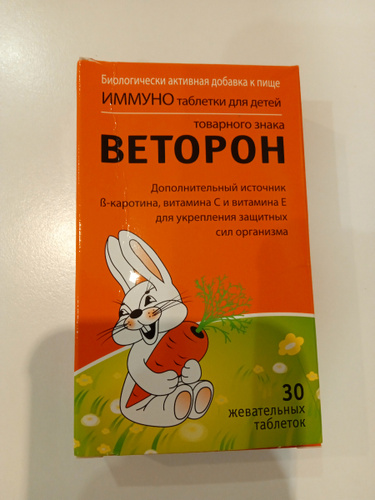 Биологически активная добавка к пище
ИММУНО таблетки для детей
товарного знака
ВЕТОРОН
Дополнительный источник
ß-каротина, витамина С и витамина Е
для укрепления защитных
сил организма
30
жевательных
таблеток